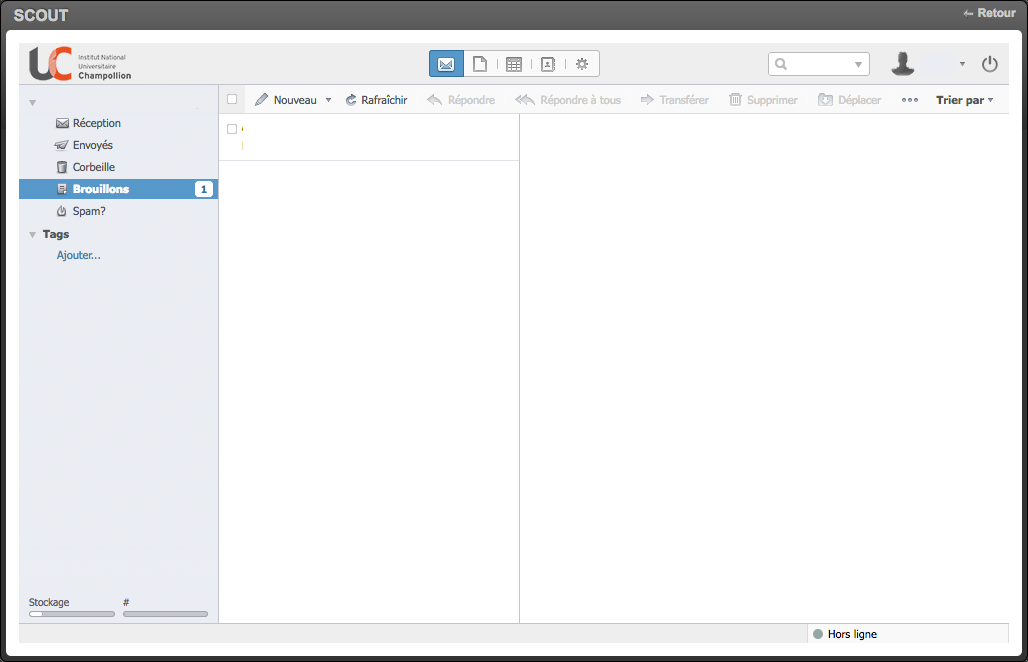 SCOUT
← Retour
UC
Institut National
Universitaire
Champollion
Nouveau
Rafraîchir
Répondre
Répondre à tous
Transférer
Supprimer
Déplacer
Trier par
Réception
Envoyés
Corbeille
Brouillons 1
Spam?
Tags
Ajouter...
Stockage #
Hors ligne